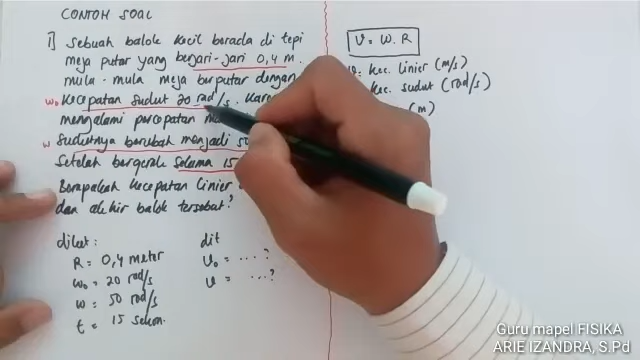 CONTOH SOAL
1] Sebuah balok kecil berada di tepi
meja putar yang berjari-jari 0,4 m.
mula-mula meja berputar dengan
ω₀ kecepatan sudut 20 rad/s. Kare
mengalami percepatan
ω sudutnya berubah menjadi 50
setelah bergerak selama 15
Berapakah kecepatan linier
dan akhir balok tersebut?
diket:
R = 0,4 meter
ω₀ = 20 rad/s
ω = 50 rad/s
t = 15 sekon.
dit
v₀ = .... ?
v = ....?
v = ω. R
kec. linier (m/s)
kec. sudut (rad/s)
(m)
Guru mapel FISIKA
ARIE IZANDRA, S.Pd